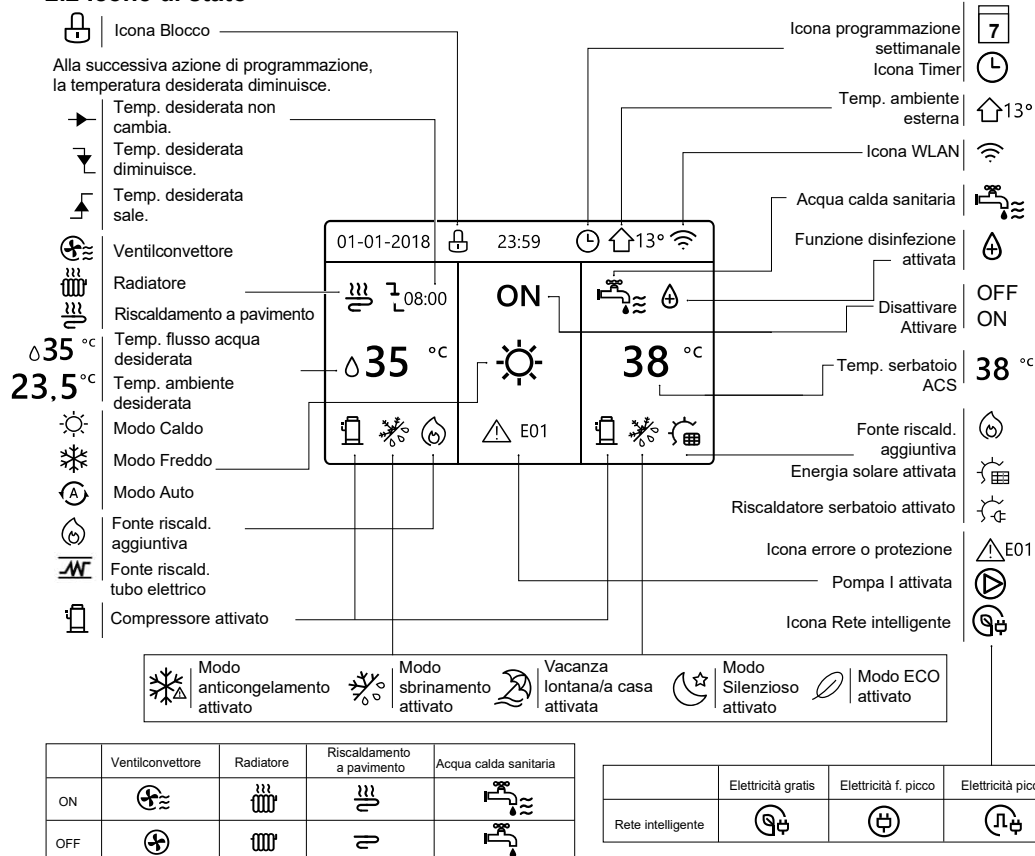 Icona Blocco
Alla successiva azione di programmazione,
la temperatura desiderata diminuisce.
Temp. desiderata non
cambia.
Temp. desiderata
diminuisce.
Temp. desiderata
sale.
Ventilconvettore
Radiatore
Riscaldamento a pavimento
35 °C
Temp. flusso acqua
desiderata
23,5°C
Temp. ambiente
desiderata
Modo Caldo
Modo Freddo
A
Modo Auto
Fonte riscald.
aggiuntiva
Fonte riscald.
tubo elettrico
Compressore attivato
01-01-2018 23:59 13°
08:00
ON
35 °C
38 °C
E01
Icona programmazione
settimanale
7
Icona Timer
Temp. ambiente
esterna
13°
Icona WLAN
Acqua calda sanitaria
Funzione disinfezione
attivata
Disattivare
OFF
Attivare
ON
Temp. serbatoio
ACS
38 °C
Fonte riscald.
aggiuntiva
Energia solare attivata
Riscaldatore serbatoio attivato
Icona errore o protezione
E01
Pompa I attivata
Icona Rete intelligente
Modo
anticongelamento
attivato
Modo
sbrinamento
attivato
Vacanza
lontana/a casa
attivata
Modo
Silenzioso
attivato
Modo ECO
attivato
Ventilconvettore Radiatore Riscaldamento
a pavimento
Acqua calda sanitaria
ON
OFF
Elettricità gratis Elettricità f. picco Elettricità picc
Rete intelligente